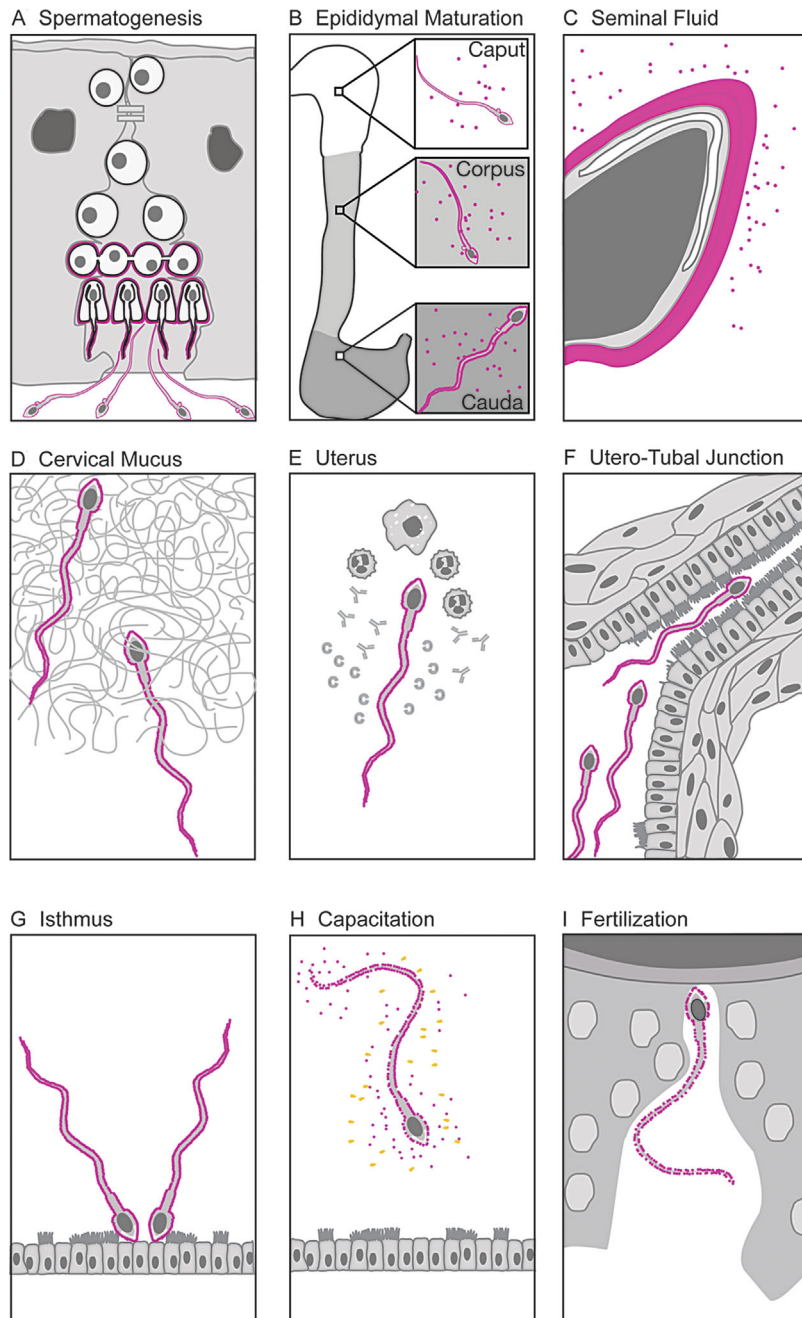 A Spermatogenesis
B Epididymal Maturation
Caput
Corpus
Cauda
C Seminal Fluid
D Cervical Mucus
E Uterus
F Utero-Tubal Junction
G Isthmus
H Capacitation
I Fertilization